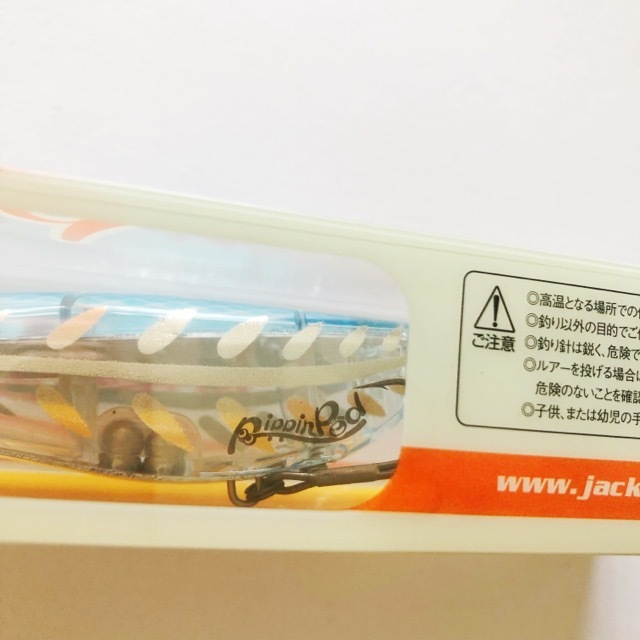 PippinPod
ご注意
◎高温となる場所での
◎釣り以外の目的でご
◎釣り針は鋭く、危険で
◎ルアーを投げる場合
危険のないことを確認
◎子供、または幼児の手
www.jack